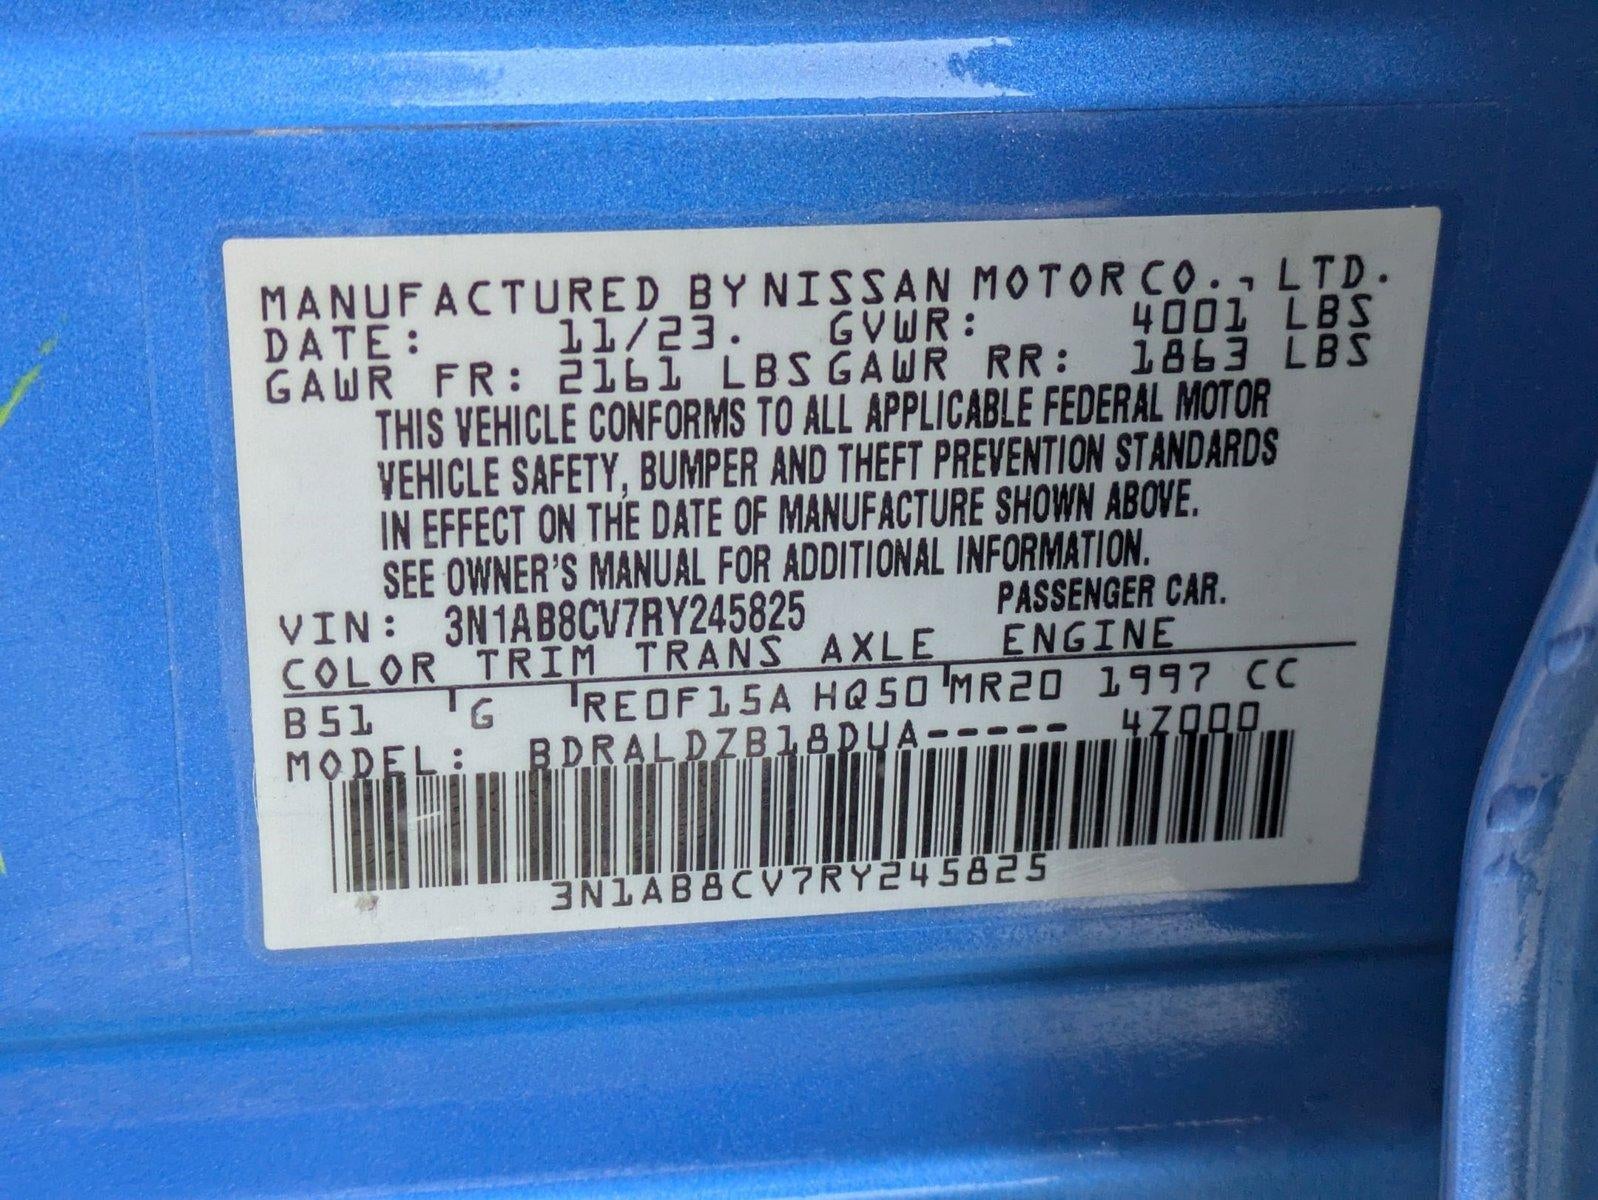 MANUFACTURED BY NISSAN MOTOR CO., LTD.
DATE: 11/23. GVWR: 4001 LBS
GAWR FR: 2161 LBS GAWR RR: 1863 LBS
THIS VEHICLE CONFORMS TO ALL APPLICABLE FEDERAL MOTOR
VEHICLE SAFETY, BUMPER AND THEFT PREVENTION STANDARDS
IN EFFECT ON THE DATE OF MANUFACTURE SHOWN ABOVE.
SEE OWNER'S MANUAL FOR ADDITIONAL INFORMATION.
VIN: 3N1AB8CV7RY245825 PASSENGER CAR.
COLOR TRIM TRANS AXLE ENGINE
B51 G RE0F15A HQ50 MR20 1997 CC
MODEL: BDRALDZB18DUA----- 4Z000
3N1AB8CV7RY245825